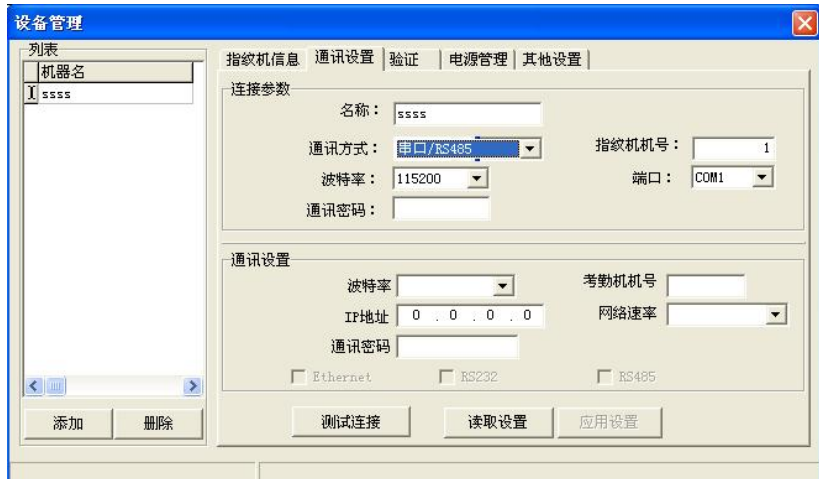 设备管理
列表
机器名
ssss
添加 删除
指纹机信息 通讯设置 验证 电源管理 其他设置
连接参数
名称： ssss
通讯方式： 串口/RS485 指纹机机号： 1
波特率： 115200 端口： COM1
通讯密码：
通讯设置
波特率 考勤机机号
IP地址 0 . 0 . 0 . 0 网络速率
通讯密码
Ethernet RS232 RS485
测试连接 读取设置 应用设置